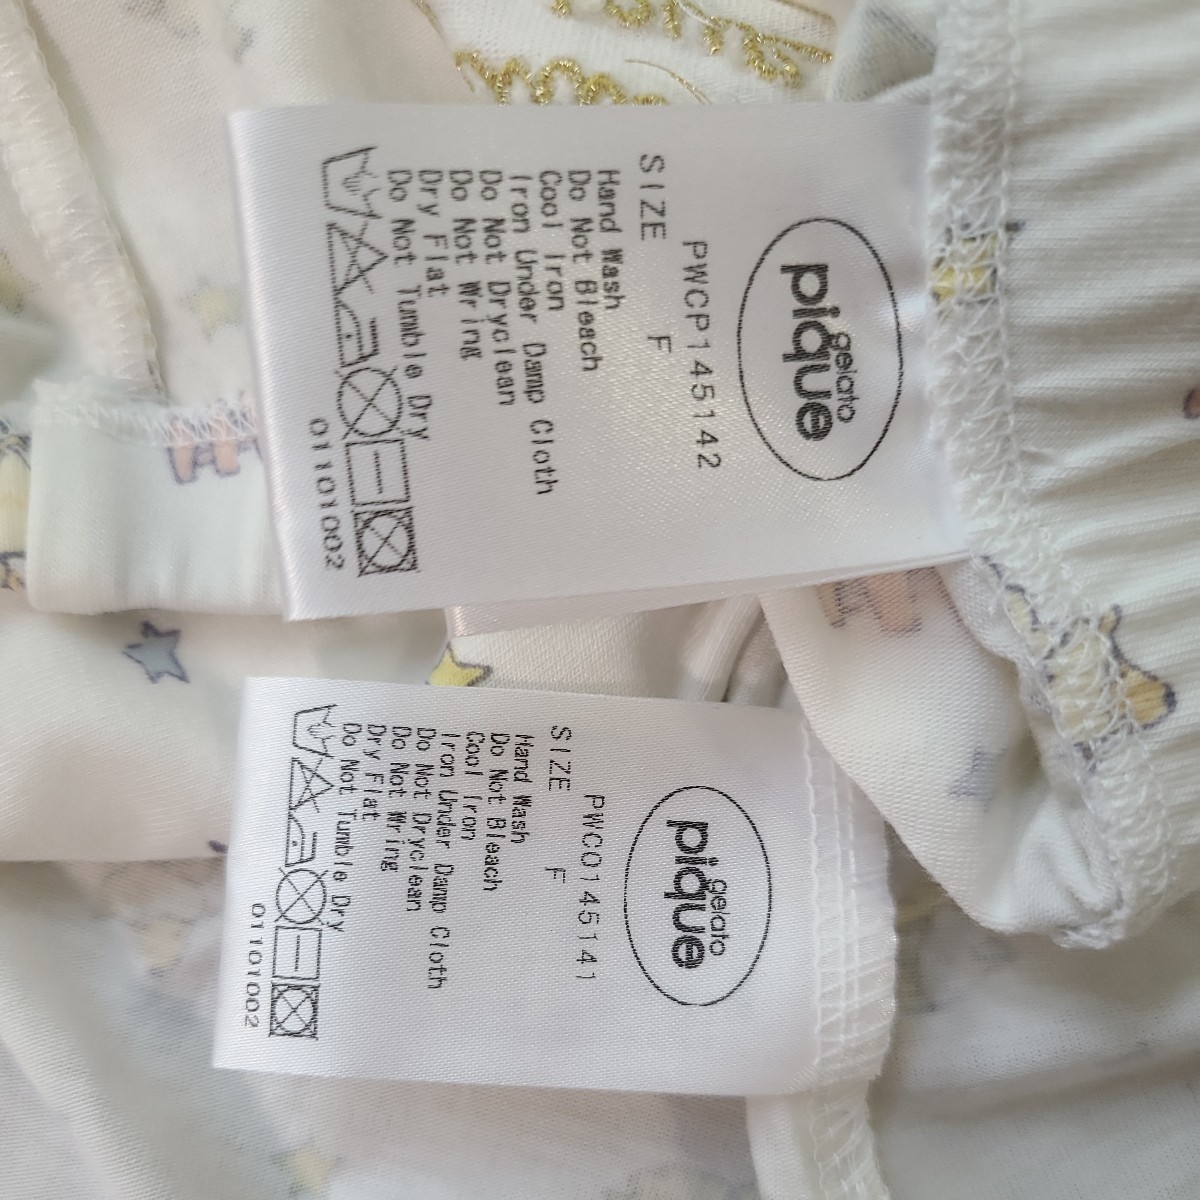 gelato
pique
PWCP145142
SIZE F
Hand Wash
Do Not Bleach
Cool Iron
Iron Under Damp Cloth
Do Not Dryclean
Do Not Wring
Dry Flat
Do Not Tumble Dry
01101002
gelato
pique
PWCO145141
SIZE F
Hand Wash
Do Not Bleach
Cool Iron
Iron Under Damp Cloth
Do Not Dryclean
Do Not Wring
Dry Flat
Do Not Tumble Dry
01101002